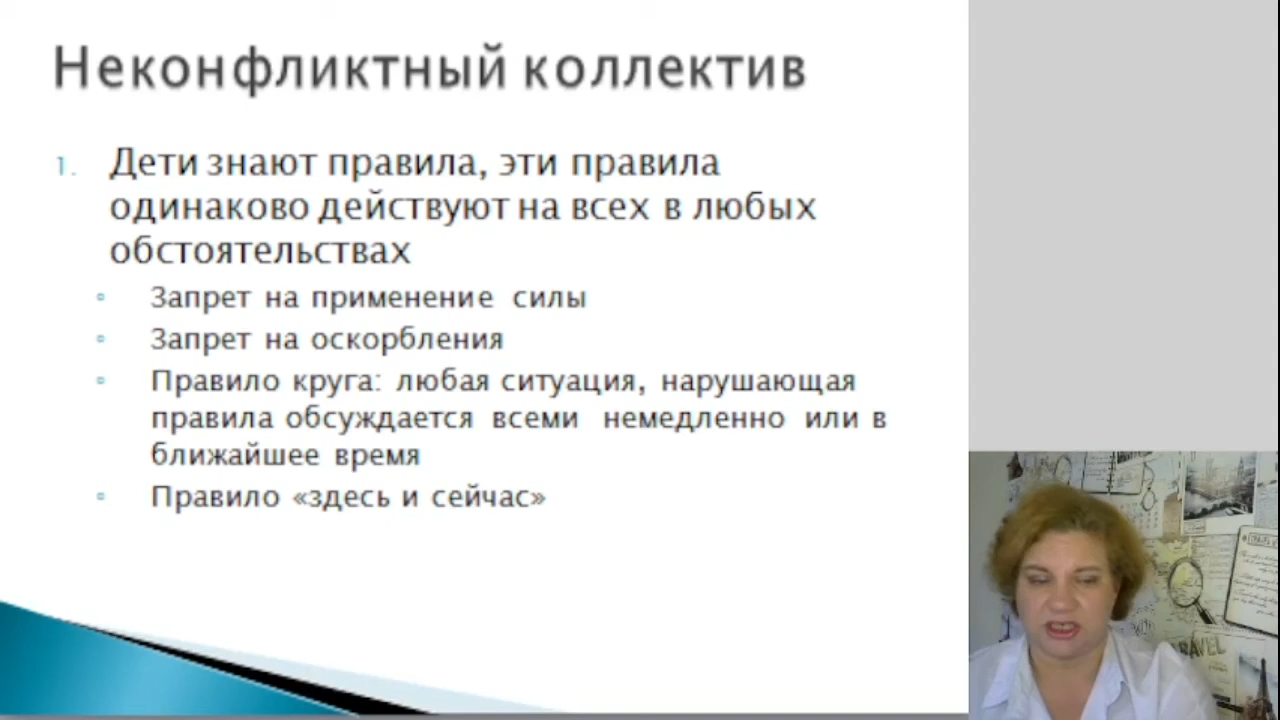 Неконфликтный коллектив
1. Дети знают правила, эти правила
одинаково действуют на всех в любых
обстоятельствах
Запрет на применение силы
Запрет на оскорбления
Правило круга: любая ситуация, нарушающая
правила обсуждается всеми немедленно или в
ближайшее время
Правило «здесь и сейчас»